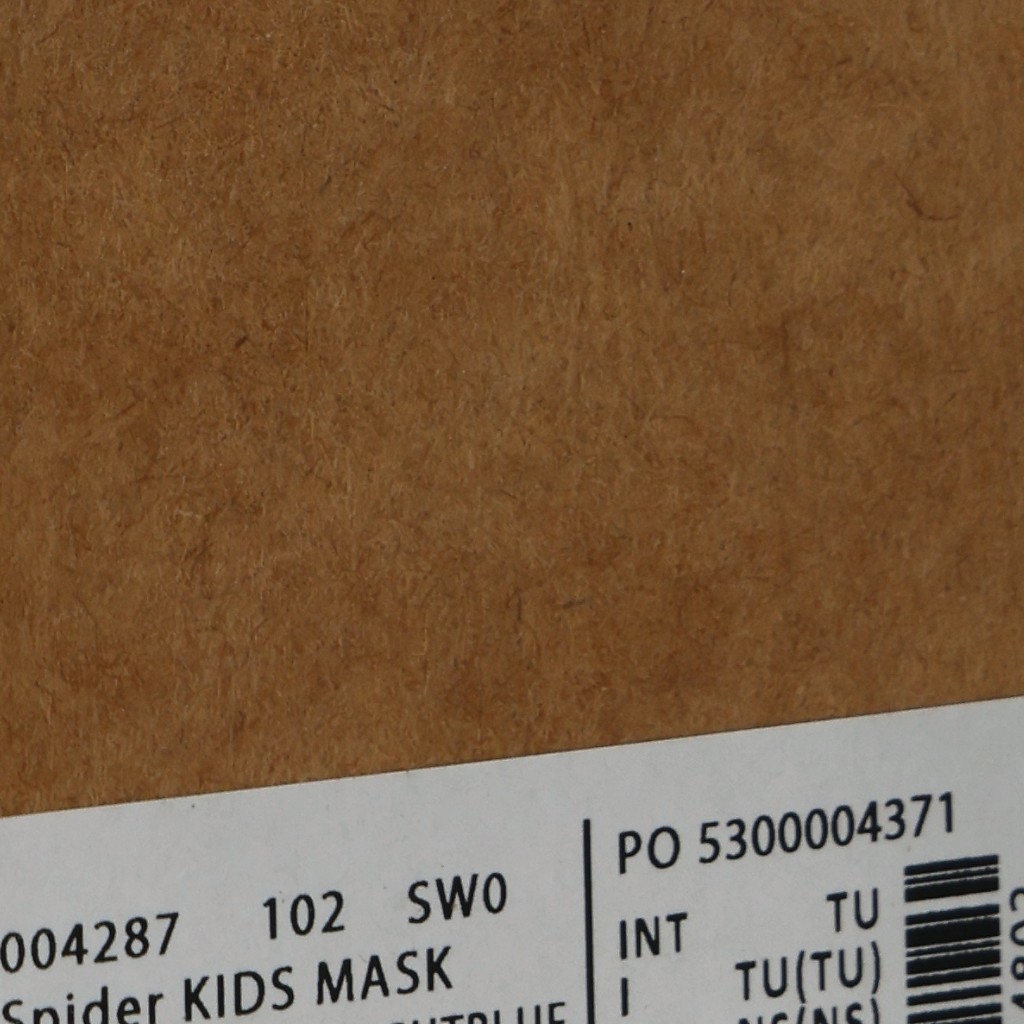 004287 102 SW0
Spider KIDS MASK
PO 5300004371
INT TU
I TU(TU)